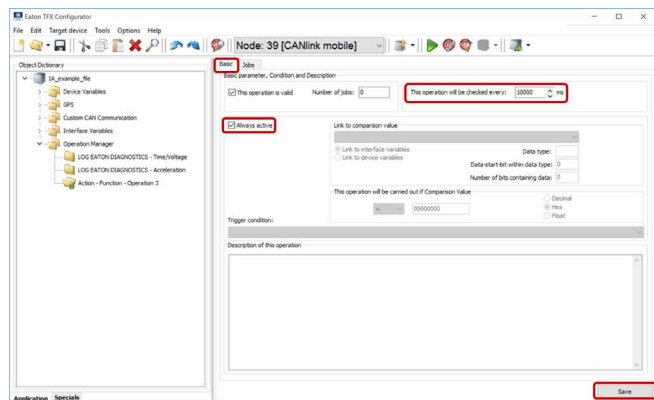 Eaton TFX Configurator
File Edit Target device Tools Options Help
Node: 39 [CANlink mobile]
Object Dictionary
IA_example_file
Device Variables
GPS
Custom CAN Communication
Interface Variables
Operation Manager
LOG EATON DIAGNOSTICS - Time/Voltage
LOG EATON DIAGNOSTICS - Acceleration
Action - Function - Operation 3
Application Specials
Basic Jobs
Basic parameter, Condition and Description
This operation is valid Number of jobs: 0 This operation will be checked every: 10000 ms
Always active Link to comparison value
Link to interface variables
Link to device variables
Data type:
Data-start-bit within data type: 0
Number of bits containing data: 0
This operation will be carried out if Comparison Value
= 00000000
Decimal
Hex
Float
Trigger condition:
Description of this operation
Save